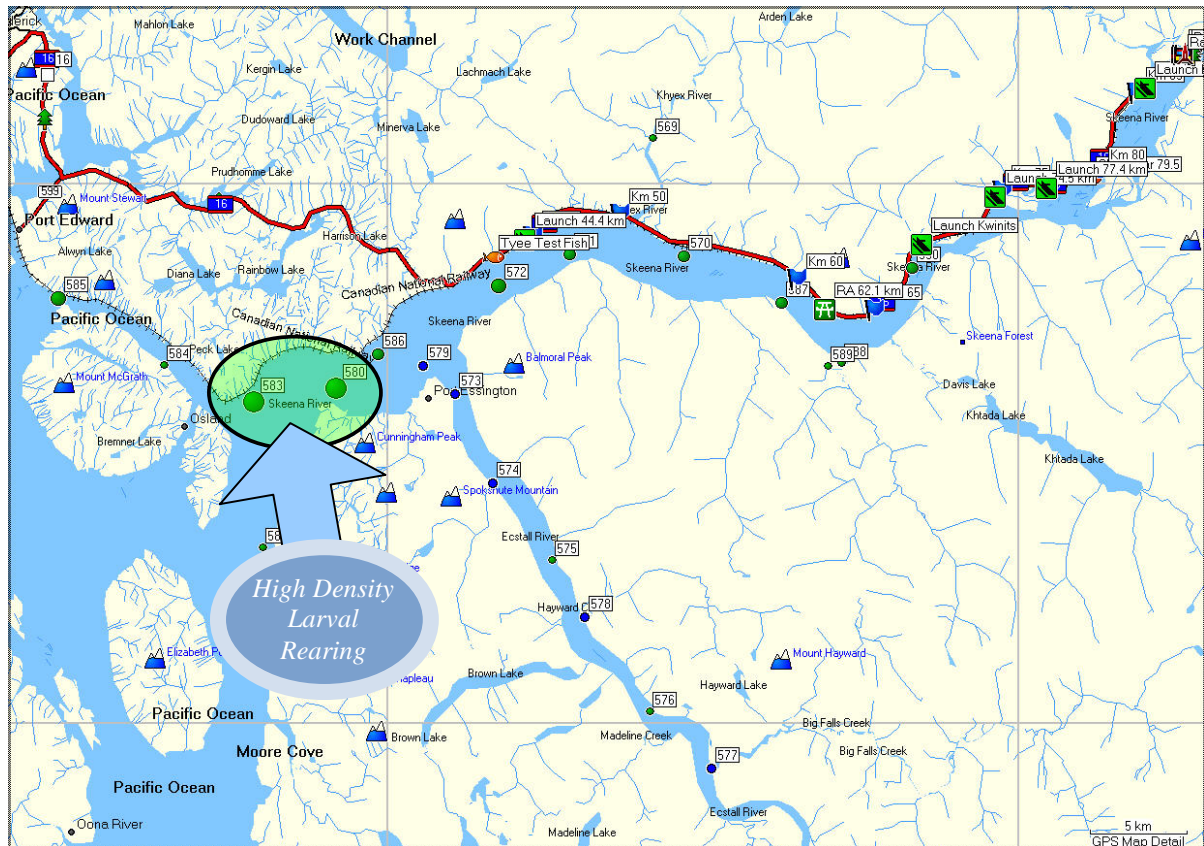 Mahlon Lake
Work Channel
Arden Lake
16
16
Kergin Lake
Lachmach Lake
Pacific Ocean
Khyex River
Skeena River
Dudoward Lake
Minerva Lake
569
Km 80
79.5
Prudhomme Lake
Launch 77.4 km
599
Mount Stewart
16
Km 50
Port Edward
Launch 44.4 km
Launch Kwinits
Alwyn Lake
Harrison Lake
Tyee Test Fish
570
Skeena River
Diana Lake
Rainbow Lake
Canadian National Railway
572
Skeena River
Km 60
585
RA 62.1 km
65
Pacific Ocean
Skeena River
Skeena Forest
584
586
579
Balmoral Peak
589
Mount McGrath
583
580
573
Davis Lake
Skeena River
Port Essington
Khtada Lake
Osland
Bremner Lake
Cunningham Peak
Khtada Lake
574
Spokshute Mountain
Ecstall River
575
High Density
Larval
Rearing
578
Mount Hayward
Brown Lake
Hayward Lake
576
Pacific Ocean
Big Falls Creek
Moore Cove
Brown Lake
Madeline Creek
Big Falls Creek
577
Pacific Ocean
Ecstall River
Oona River
Madeline Lake
5 km
GPS Map Detail